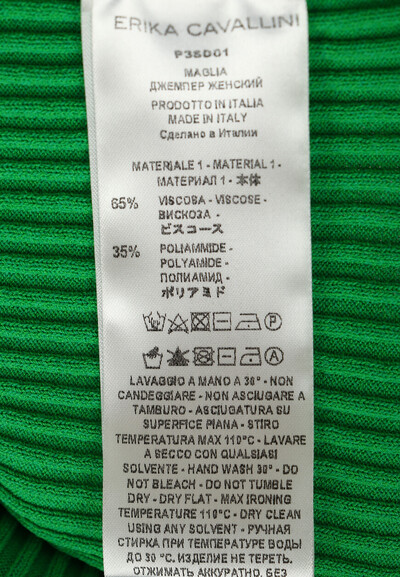 ERIKA CAVALLINI
P3SD01
MAGLIA
ДЖЕМПЕР ЖЕНСКИЙ
PRODOTTO IN ITALIA
MADE IN ITALY
Сделано в Италии
MATERIALE 1 - MATERIAL 1 -
МАТЕРИАЛ 1 - 本体
65% VISCOSA - VISCOSE -
ВИСКОЗА -
ビスコース
35% POLIAMMIDE -
POLYAMIDE -
ПОЛИАМИД -
ポリアミド
LAVAGGIO A MANO A 30° - NON
CANDEGGIARE - NON ASCIUGARE A
TAMBURO - ASCIUGATURA SU
SUPERFICE PIANA - STIRO
TEMPERATURA MAX 110°C - LAVARE
A SECCO CON QUALSIASI
SOLVENTE - HAND WASH 30° - DO
NOT BLEACH - DO NOT TUMBLE
DRY - DRY FLAT - MAX IRONING
TEMPERATURE 110°C - DRY CLEAN
USING ANY SOLVENT - РУЧНАЯ
СТИРКА ПРИ ТЕМПЕРАТУРЕ ВОДЫ
ДО 30 °C. ИЗДЕЛИЕ НЕ ТЕРЕТЬ.
ОТЖИМАТЬ АККУРАТНО, БЕЗ